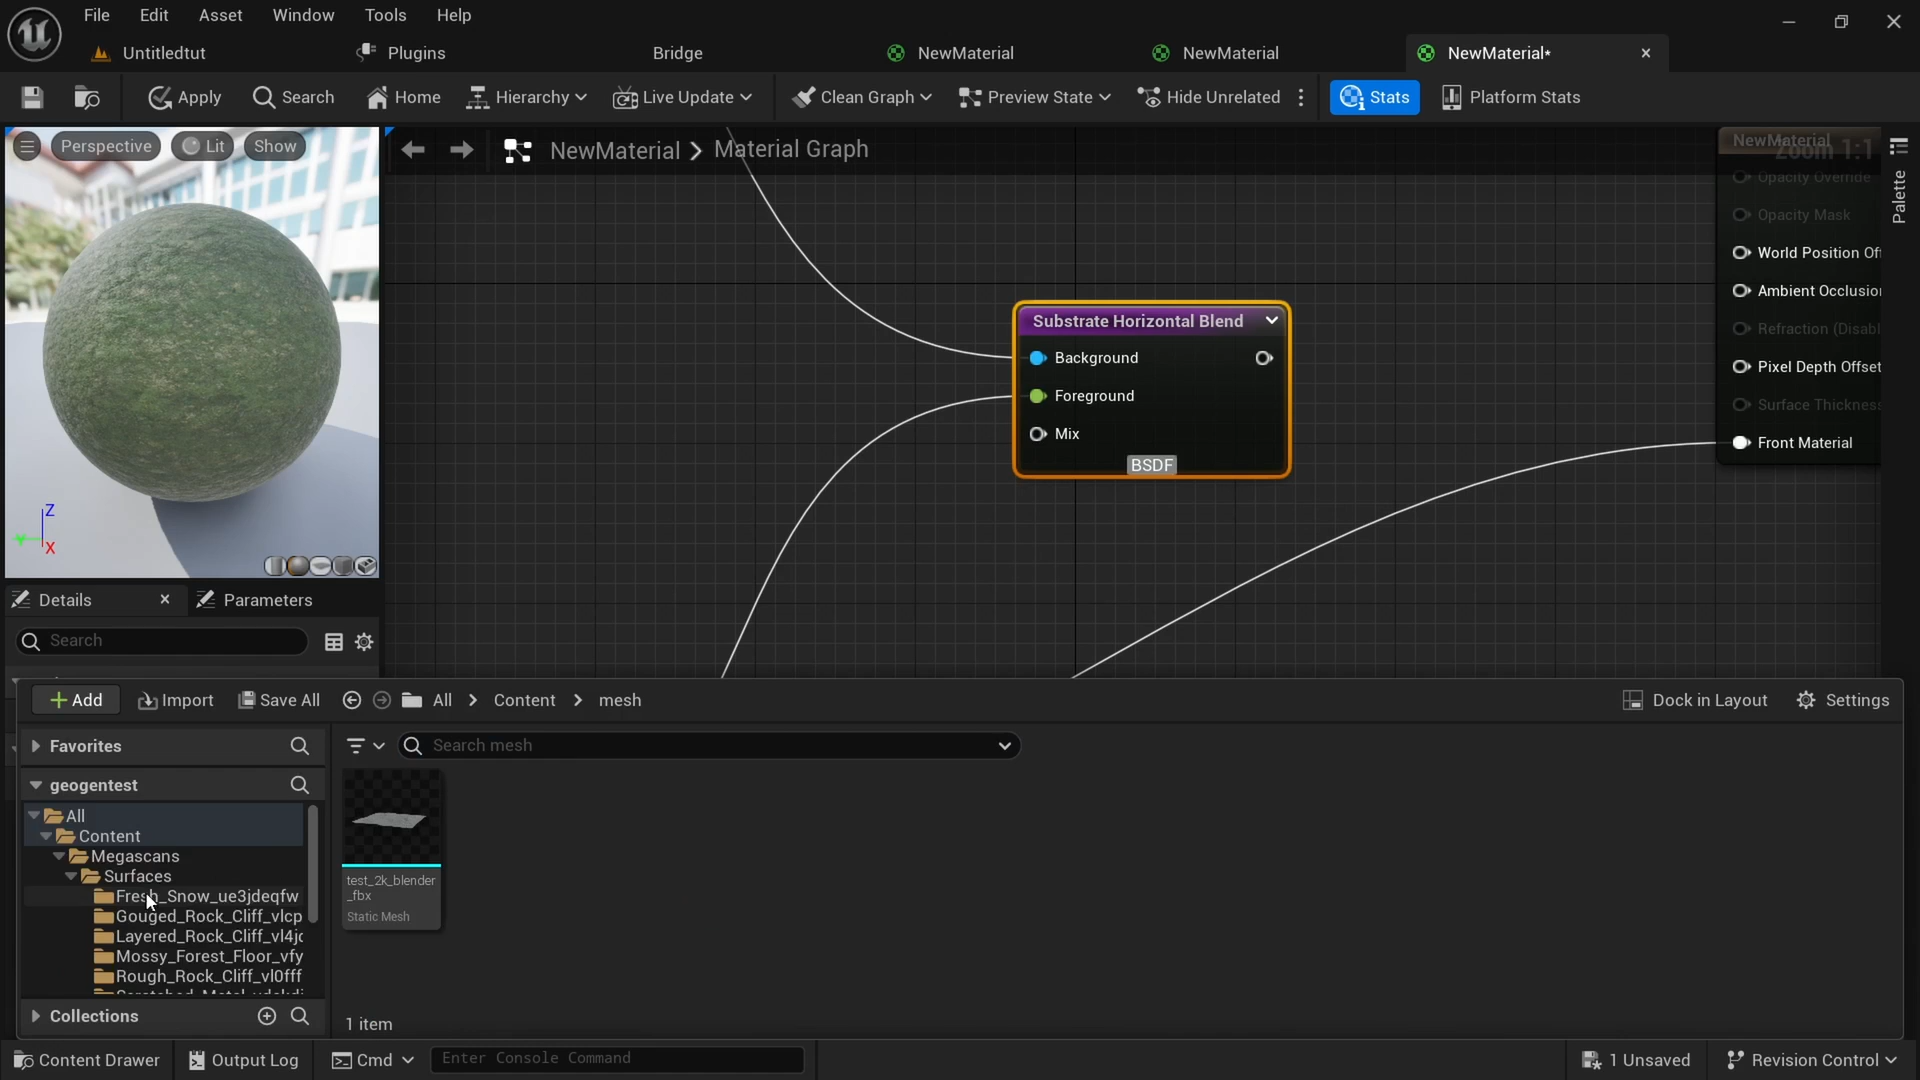 File Edit Asset Window Tools Help
Untitledtut Plugins Bridge NewMaterial NewMaterial NewMaterial*
Apply Search Home Hierarchy Live Update Clean Graph Preview State Hide Unrelated Stats Platform Stats
Perspective Lit Show
NewMaterial > Material Graph
NewMaterial
Zoom 1:1
Palette
Opacity Override
Opacity Mask
World Position Of
Ambient Occlusion
Refraction (Disabl
Pixel Depth Offset
Surface Thickness
Front Material
Substrate Horizontal Blend
Background
Foreground
Mix
BSDF
Z
Y
X
Details Parameters
Search
Add Import Save All All > Content > mesh Dock in Layout Settings
Favorites
Search mesh
geogentest
All
Content
Megascans
Surfaces
Fresh_Snow_ue3jdeqfw
Gouged_Rock_Cliff_vlcp
Layered_Rock_Cliff_vl4jc
Mossy_Forest_Floor_vfy
Rough_Rock_Cliff_vl0fff
test_2k_blender
_fbx
Static Mesh
Collections
1 item
Content Drawer Output Log Cmd Enter Console Command 1 Unsaved Revision Control